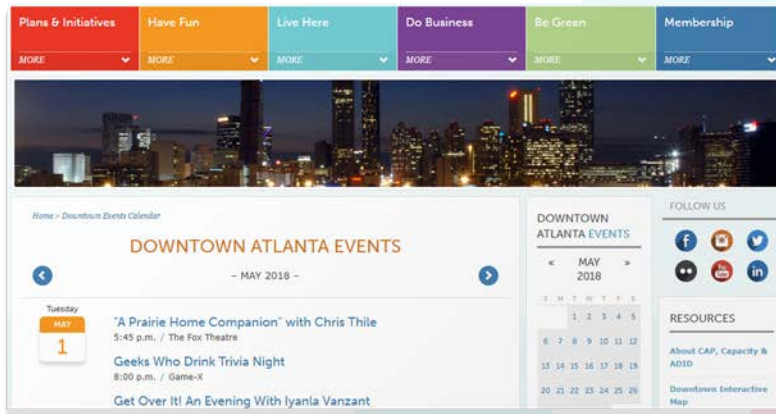 Plans & Initiatives
Have Fun
Live Here
Do Business
Be Green
Membership
MORE
MORE
MORE
MORE
MORE
MORE
Home » Downtown Events Calendar
DOWNTOWN ATLANTA EVENTS
– MAY 2018 –
Tuesday
MAY
1
"A Prairie Home Companion" with Chris Thile
5:45 p.m. / The Fox Theatre
Geeks Who Drink Trivia Night
8:00 p.m. / Game-X
Get Over It! An Evening With Iyanla Vanzant
DOWNTOWN
ATLANTA EVENTS
« MAY »
2018
S M T W T F S
1 2 3 4 5
6 7 8 9 10 11 12
13 14 15 16 17 18 19
20 21 22 23 24 25 26
FOLLOW US
f
You Tube
in
RESOURCES
About CAP, Capacity &
ADID
Downtown Interactive
Map